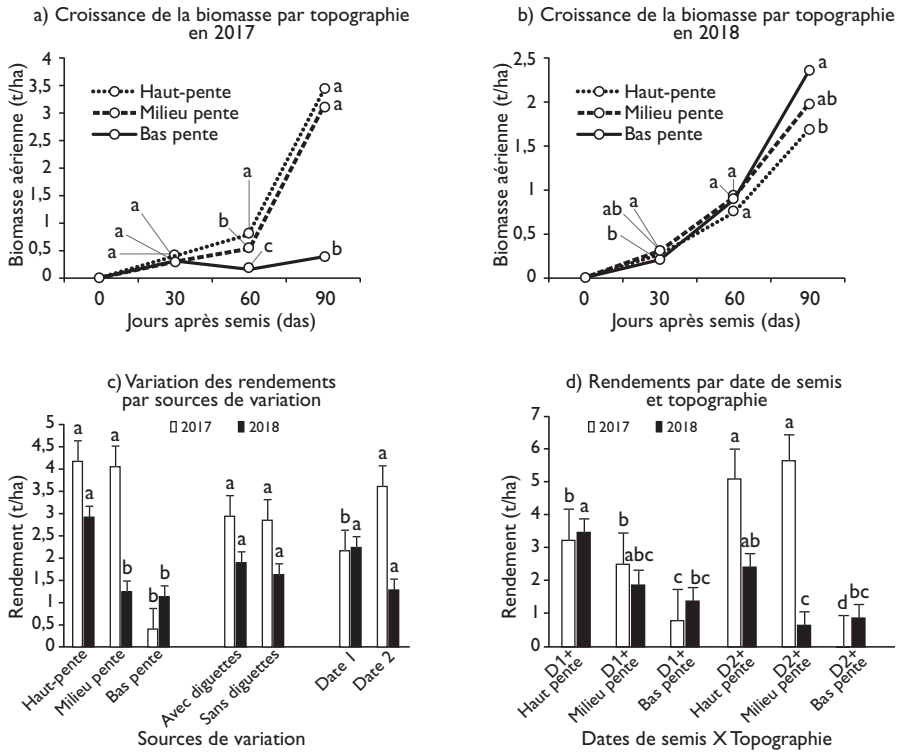 a) Croissance de la biomasse par topographie
en 2017
Biomasse aérienne (t/ha)
4
3,5
3
2,5
2
1,5
1
0,5
0
Haut-pente
Milieu pente
Bas pente
a
a
a
a
b
c
a
a
b
0
30
60
90
Jours après semis (das)
b) Croissance de la biomasse par topographie
en 2018
Biomasse aérienne (t/ha)
2,5
2
1,5
1
0,5
0
Haut-pente
Milieu pente
Bas pente
a
ab
b
a
a
a
a
ab
b
0
30
60
90
Jours après semis (das)
c) Variation des rendements
par sources de variation
Rendement (t/ha)
5
4,5
4
3,5
3
2,5
2
1,5
1
0,5
0
2017
2018
a
a
a
b
b
b
a
a
a
a
b
a
a
a
Haut-pente
Milieu pente
Bas pente
Avec diguettes
Sans diguettes
Date 1
Date 2
Sources de variation
d) Rendements par date de semis
et topographie
Rendement (t/ha)
7
6
5
4
3
2
1
0
2017
2018
b
a
b
abc
c
bc
a
ab
a
c
d
bc
D1+
Haut pente
D1+
Milieu pente
D1+
Bas pente
D2+
Haut pente
D2+
Milieu pente
D2+
Bas pente
Dates de semis X Topographie